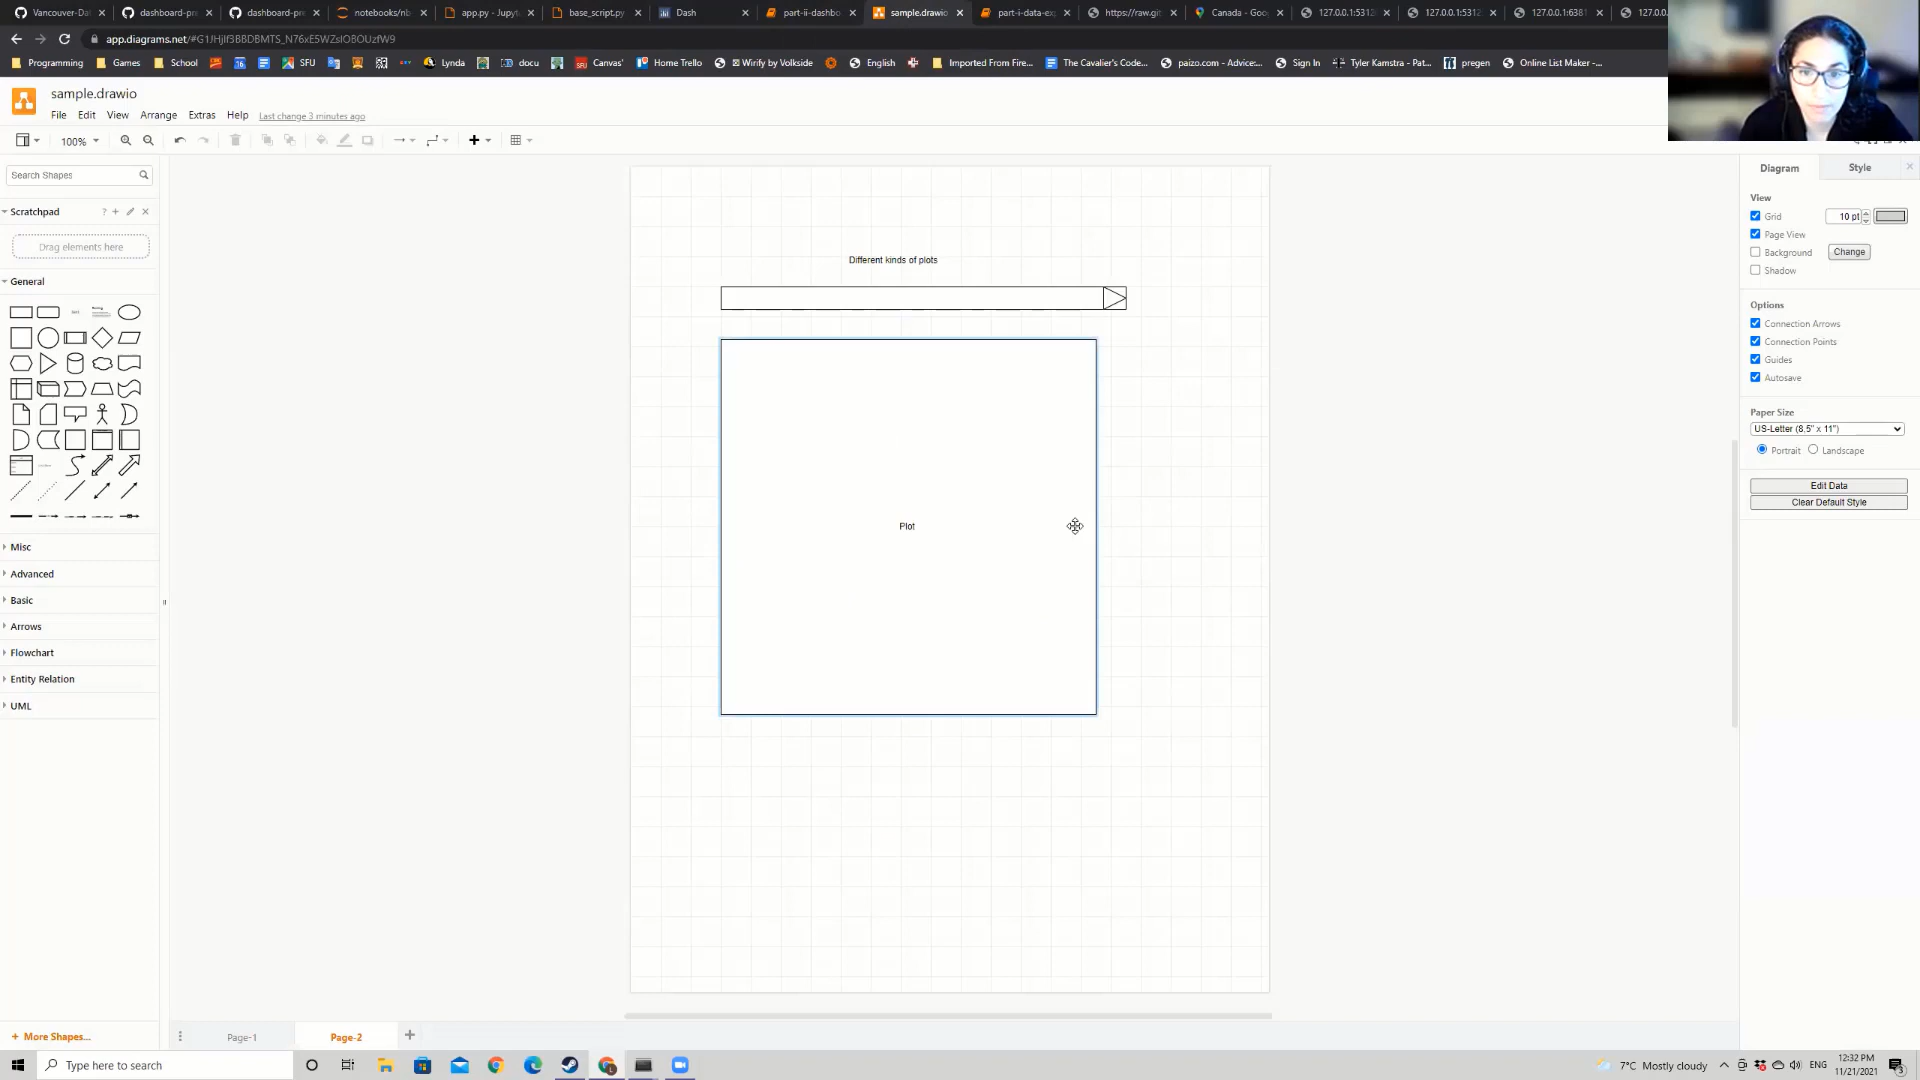 Vancouver-Da
dashboard-pre
dashboard-pre
notebooks/nb
app.py - Jupyt
base_script.py
Dash
part-ii-dashbo
sample.drawio
part-i-data-ex
https://raw.git
Canada - Goo
127.0.0.1:5312
127.0.0.1:5312
127.0.0.1:6381
127.0.0
app.diagrams.net/
Programming
Games
School
SFU
Lynda
docu
Canvas'
Home Trello
Wirify by Volkside
English
Imported From Fire...
The Cavalier's Code...
paizo.com - Advice:...
Sign In
Tyler Kamstra - Pat...
pregen
Online List Maker -...
sample.drawio
File Edit View Arrange Extras Help Last change 3 minutes ago
100%
Search Shapes
Scratchpad
Drag elements here
General
Misc
Advanced
Basic
Arrows
Flowchart
Entity Relation
UML
+ More Shapes...
Different kinds of plots
Plot
Page-1
Page-2
Diagram
Style
View
Grid
10 pt
Page View
Background
Change
Shadow
Options
Connection Arrows
Connection Points
Guides
Autosave
Paper Size
US-Letter (8,5" x 11")
Portrait
Landscape
Edit Data
Clear Default Style
Type here to search
7°C Mostly cloudy
ENG
12:32 PM
11/21/2021